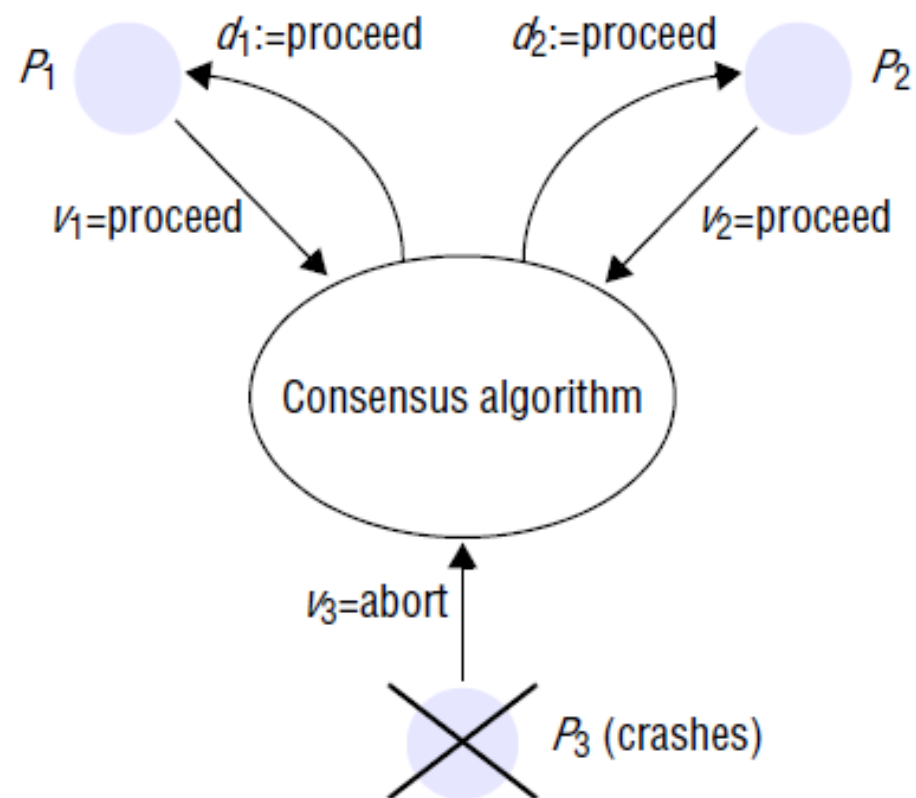 d1:=proceed
d2:=proceed
P1
P2
v1=proceed
v2=proceed
Consensus algorithm
v3=abort
P3 (crashes)